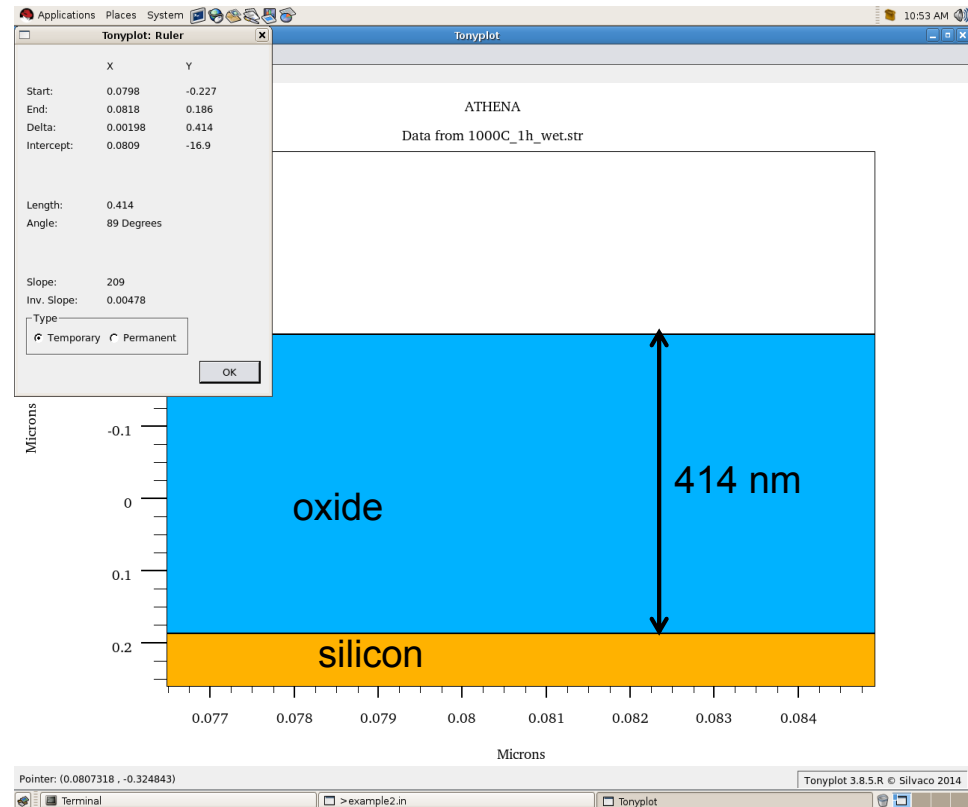 Applications Places System 10:53 AM
Tonyplot: Ruler
Tonyplot
X Y
Start: 0.0798 -0.227
End: 0.0818 0.186
Delta: 0.00198 0.414
Intercept: 0.0809 -16.9
Length: 0.414
Angle: 89 Degrees
Slope: 209
Inv. Slope: 0.00478
Type
Temporary Permanent
OK
ATHENA
Data from 1000C_1h_wet.str
Microns
-0.1
0
0.1
0.2
414 nm
oxide
silicon
0.077 0.078 0.079 0.08 0.081 0.082 0.083 0.084
Microns
Pointer: (0.0807318 , -0.324843)
Tonyplot 3.8.5.R © Silvaco 2014
Terminal
>example2.in
Tonyplot